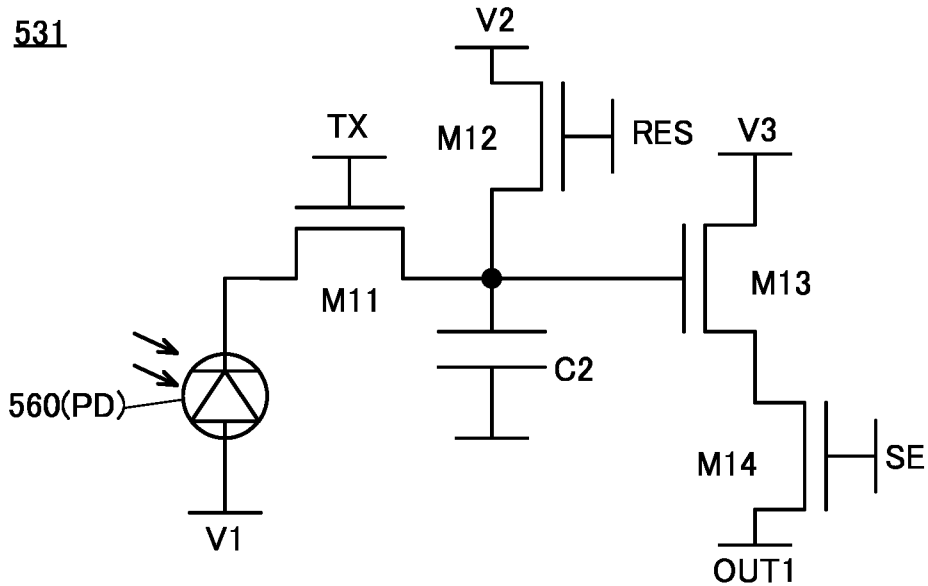 531
V2
TX
M12
RES
V3
M11
M13
C2
560(PD)
M14
SE
V1
OUT1